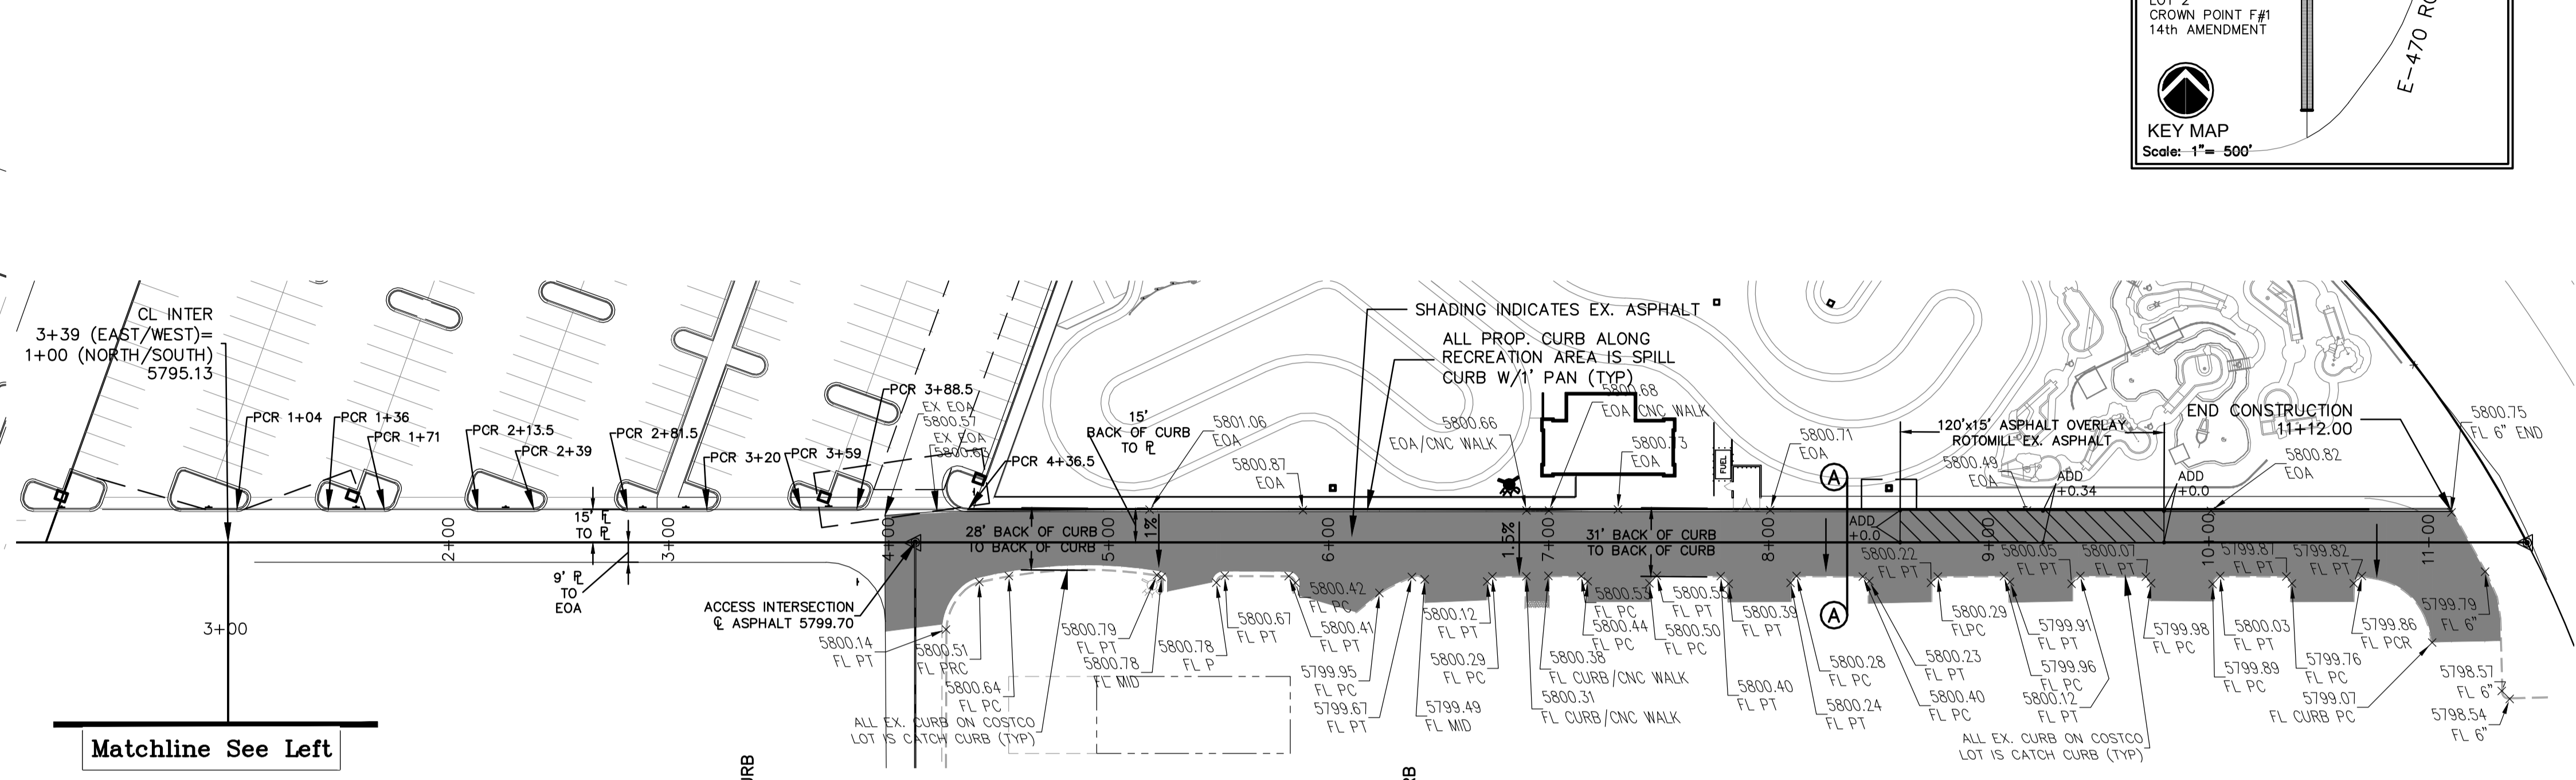 LOT 2
CROWN POINT F#1
14th AMENDMENT
KEY MAP
Scale: 1"= 500'
E-470
CL INTER
3+39 (EAST/WEST)=
1+00 (NORTH/SOUTH)
5795.13
PCR 1+04
PCR 1+36
PCR 1+71
PCR 2+13.5
PCR 2+39
PCR 2+81.5
PCR 3+20
PCR 3+59
PCR 3+88.5
EX EOA
5800.57
EX EOA
PCR 4+36.5
15'
BACK OF CURB
TO PL
5801.06
EOA
5800.87
EOA
SHADING INDICATES EX. ASPHALT
ALL PROP. CURB ALONG
RECREATION AREA IS SPILL
CURB W/1' PAN (TYP)
5800.66
EOA/CNC WALK
5800.68
EOA/CNC WALK
EOA
FUEL
5800.71
EOA
A
120'x15' ASPHALT OVERLAY
ROTOMILL EX. ASPHALT
5800.49
EOA
ADD
+0.34
ADD
+0.0
END CONSTRUCTION
11+12.00
5800.82
EOA
5800.75
FL 6" END
15' FL
TO PL
9' PL
TO
EOA
2+00
3+00
4+00
5+00
6+00
7+00
8+00
9+00
10+00
11+00
28' BACK OF CURB
TO BACK OF CURB
1%
1.5%
31' BACK OF CURB
TO BACK OF CURB
ADD
+0.0
3+00
Matchline See Left
ACCESS INTERSECTION
CL ASPHALT 5799.70
5800.14
FL PT
5800.51
FL PRC
5800.64
FL PC
ALL EX. CURB ON COSTCO
LOT IS CATCH CURB (TYP)
5800.79
FL PT
5800.78
FL MID
5800.78
FL P
5800.67
FL PT
5800.42
FL PC
5800.41
FL PT
5799.95
FL PC
5799.67
FL PT
5799.49
FL MID
5800.12
FL PT
5800.29
FL PC
5800.38
FL CURB/CNC WALK
5800.31
FL CURB/CNC WALK
5800.53
FL PC
5800.44
FL PC
FL PT
5800.50
FL PC
5800.39
FL PT
5800.40
FL PT
5800.28
FL PC
5800.24
FL PT
5800.22
FL PT
5800.23
FL PT
5800.40
FL PC
5800.29
FLPC
5800.05
FL PT
5799.91
FL PT
5799.96
FL PC
5800.12
FL PT
5800.07
FL PT
5799.98
FL PC
ALL EX. CURB ON COSTCO
LOT IS CATCH CURB (TYP)
5799.87
FL PT
5800.03
FL PT
5799.89
FL PC
5799.82
FL PT
5799.76
FL PC
5799.86
FL PCR
5799.07
FL CURB PC
5799.79
FL 6"
5798.57
FL 6"
5798.54
FL 6"
A